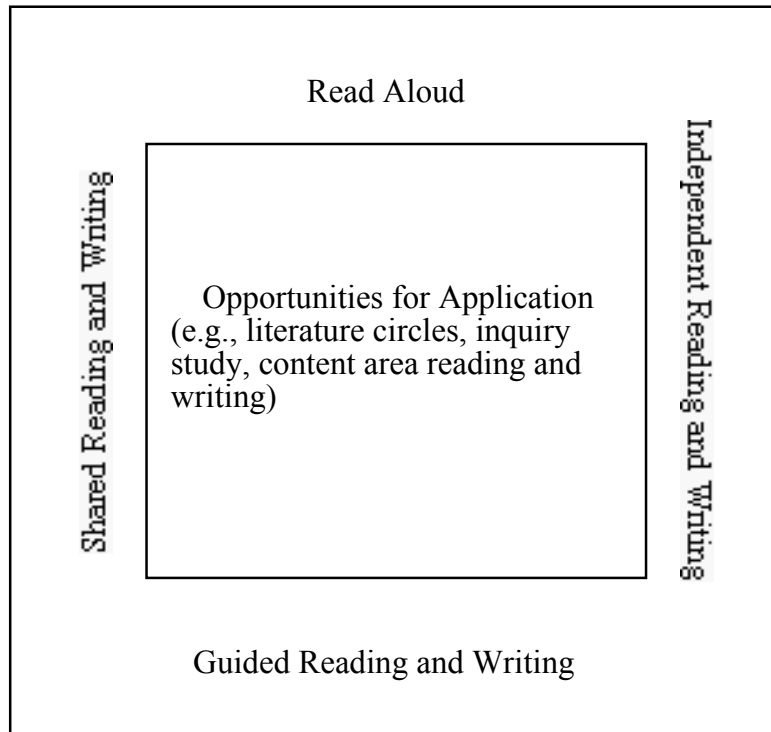 Read Aloud
Shared Reading and Writing
Independent Reading and Writing
Opportunities for Application
(e.g., literature circles, inquiry
study, content area reading and
writing)
Guided Reading and Writing